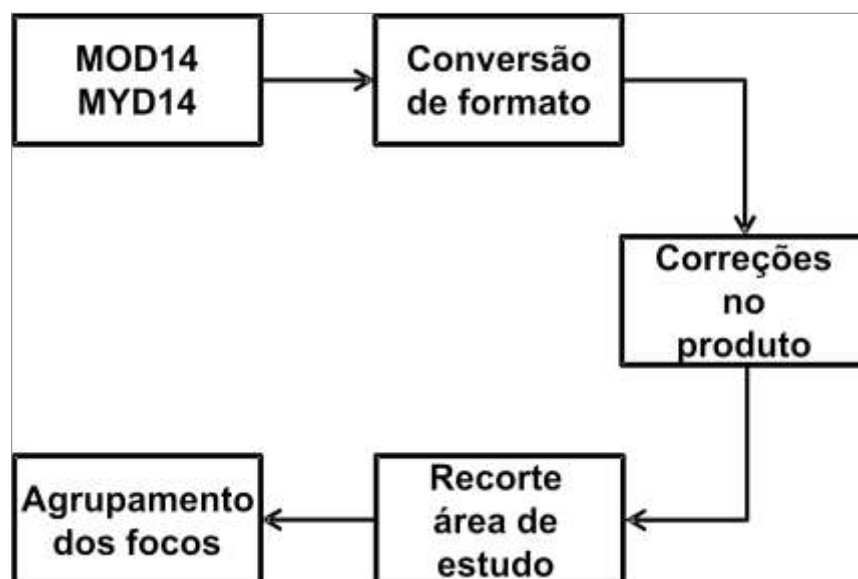 MOD14
MYD14
Conversão
de formato
Correções
no
produto
Recorte
área de
estudo
Agrupamento
dos focos